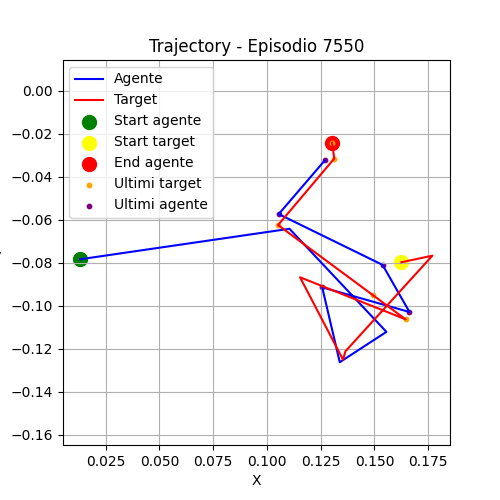 Trajectory - Episodio 7550
Agente
Target
Start agente
Start target
End agente
Ultimi target
Ultimi agente
0.00
−0.02
−0.04
−0.06
−0.08
−0.10
−0.12
−0.14
−0.16
0.025 0.050 0.075 0.100 0.125 0.150 0.175
X